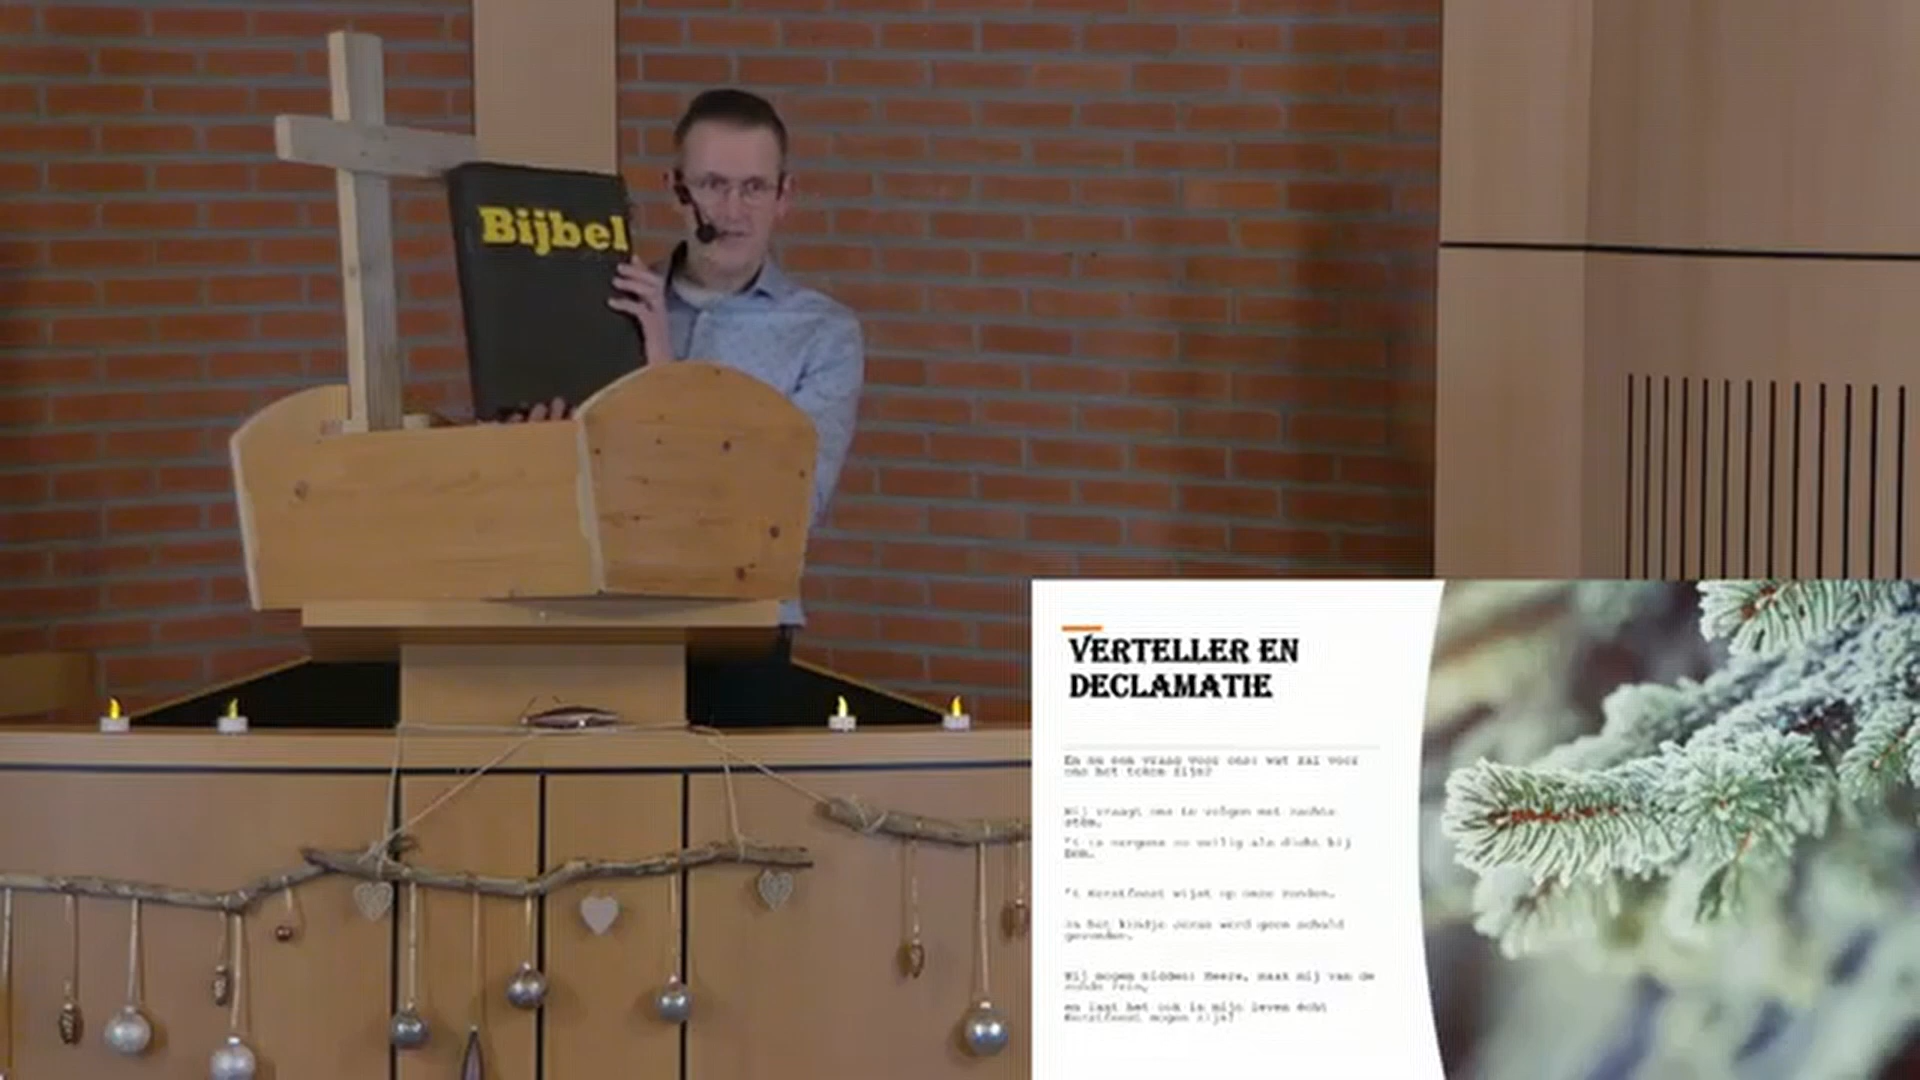 Bijbel
VERTELLER EN
DECLAMATIE
En nu een vraag voor ons: wat zal voor
ons het teken zijn?
Hij vraagt ons te volgen met zachte
stem.
't is nergens zo veilig als dicht bij
Hem.
't Kerstfeest wijst op onze zonden.
in het kindje Jezus werd geen schuld
gevonden.
Wij mogen bidden: Heere, maak mij van de
zonde rein,
en laat het ook in mijn leven écht
Kerstfeest mogen zijn!